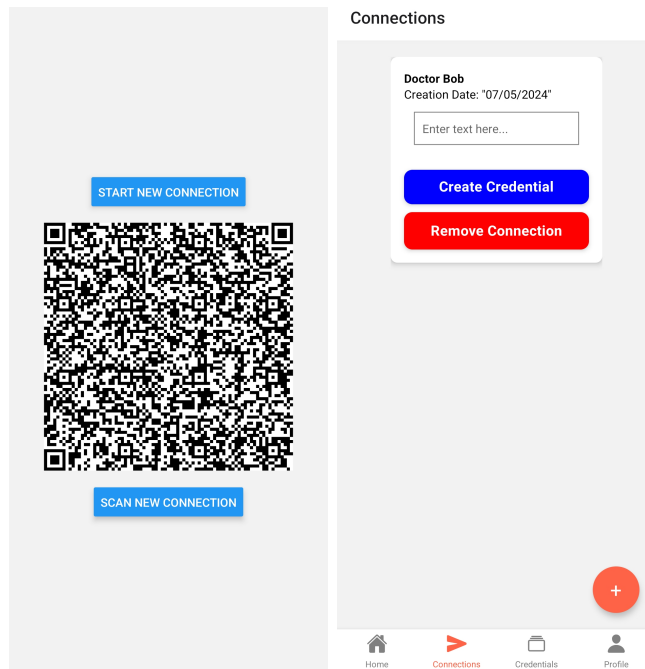 START NEW CONNECTION
SCAN NEW CONNECTION
Connections
Doctor Bob
Creation Date: "07/05/2024"
Enter text here...
Create Credential
Remove Connection
+
Home
Connections
Credentials
Profile